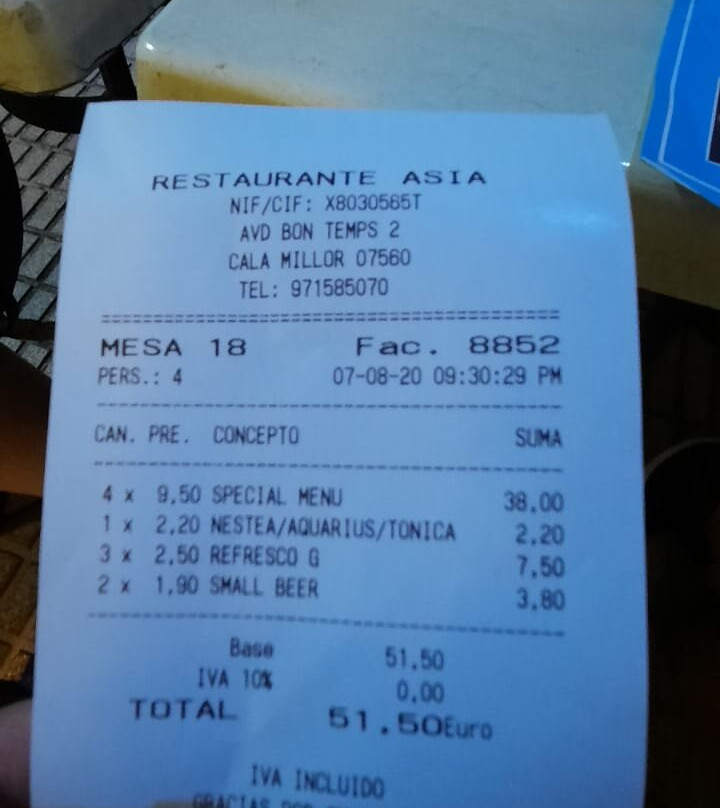 RESTAURANTE ASIA
NIF/CIF: X8030565T
AVD BON TEMPS 2
CALA MILLOR 07560
TEL: 971585070
==========================================
MESA 18 Fac. 8852
PERS.: 4 07-08-20 09:30:29 PM
------------------------------------------
CAN. PRE. CONCEPTO SUMA
------------------------------------------
4 x 9,50 SPECIAL MENU 38,00
1 x 2,20 NESTEA/AQUARIUS/TONICA 2,20
3 x 2,50 REFRESCO G 7,50
2 x 1,90 SMALL BEER 3,80
------------------------------------------
Base 51,50
IVA 10% 0,00
TOTAL 51.50Euro
IVA INCLUIDO
GRACIAS POR